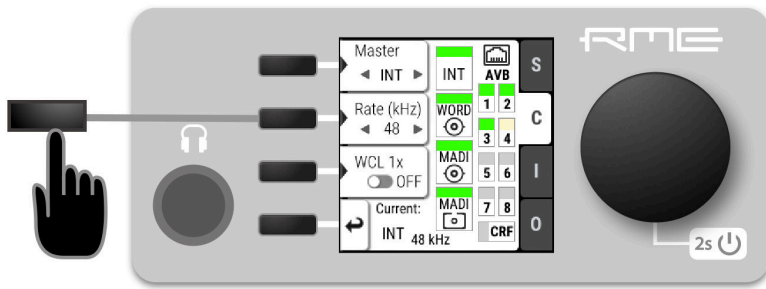 RME
Master
INT
Rate (kHz)
48
WCL 1x
OFF
Current:
INT 48 kHz
INT
WORD
MADI
MADI
AVB
1 2
3 4
5 6
7 8
CRF
S
C
I
O
2s